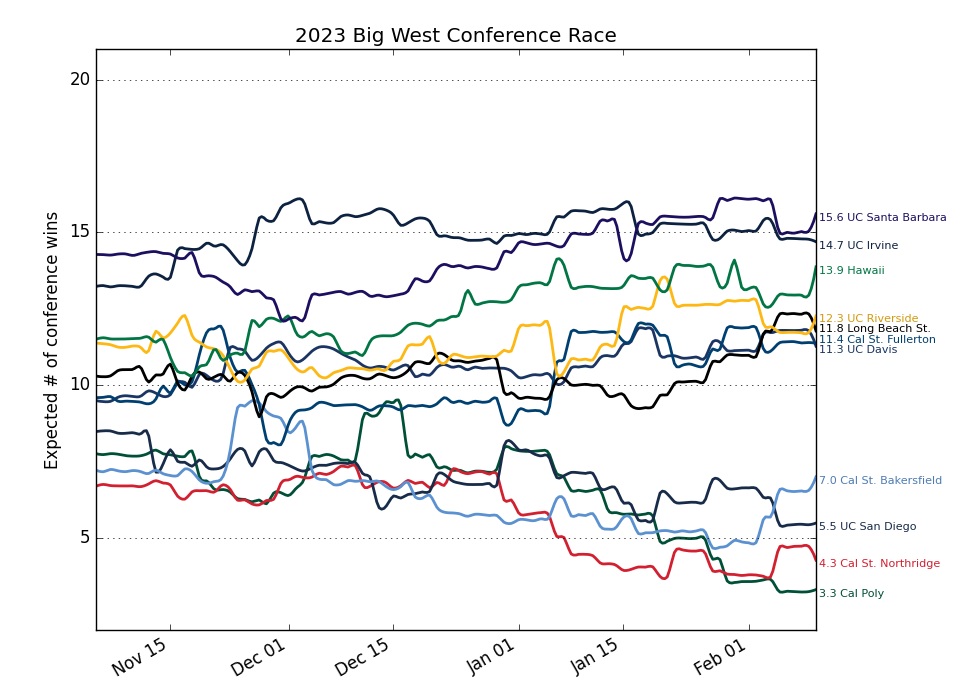 2023 Big West Conference Race
Expected # of conference wins
20
15
10
5
15.6 UC Santa Barbara
14.7 UC Irvine
13.9 Hawaii
12.3 UC Riverside
11.8 Long Beach St.
11.4 Cal St. Fullerton
11.3 UC Davis
7.0 Cal St. Bakersfield
5.5 UC San Diego
4.3 Cal St. Northridge
3.3 Cal Poly
Nov 15
Dec 01
Dec 15
Jan 01
Jan 15
Feb 01